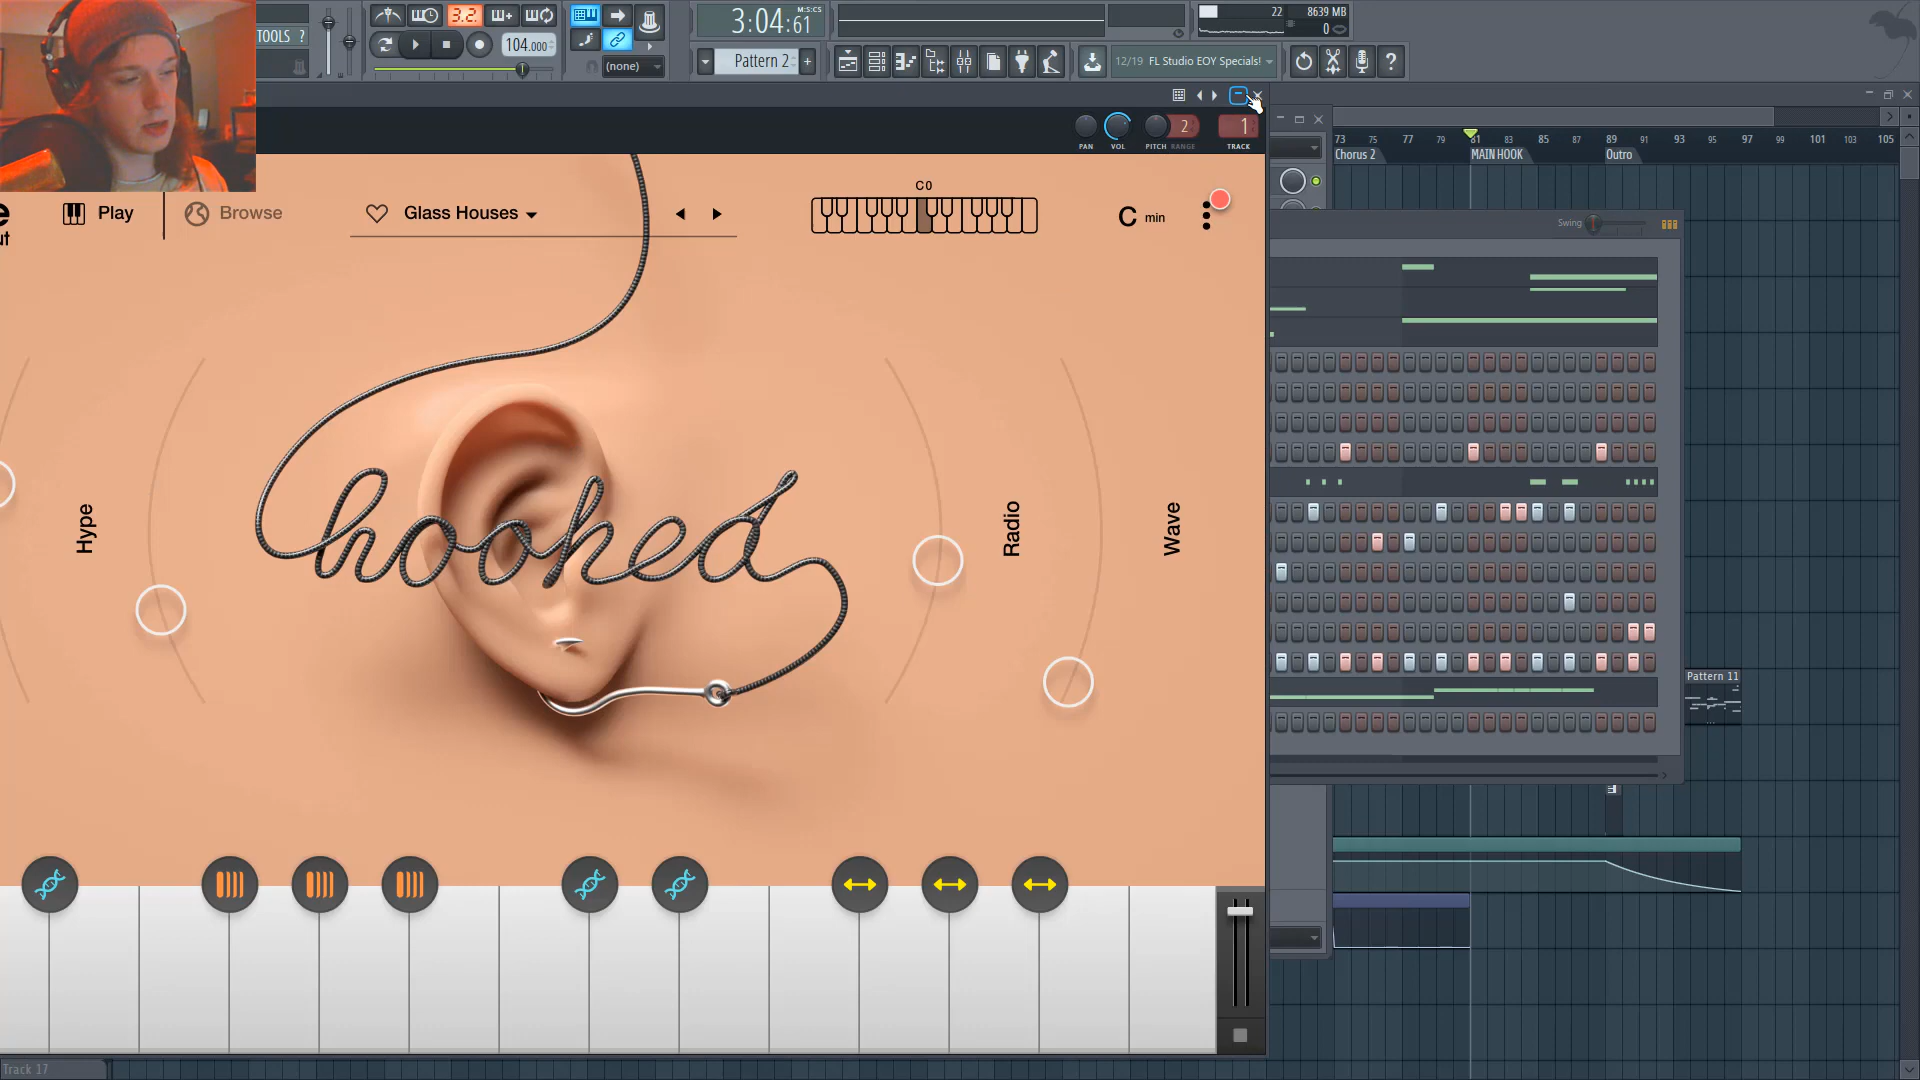 TOOLS ?
3.2.
104.000
(none)
3:04:61
M:S:CS
Pattern 2
22
8639 MB
0
12/19 FL Studio EOY Specials!
PAN
VOL
PITCH
RANGE
2
1
TRACK
73 75 77 79 81 83 85 87 89 91 93 95 97 99 101 103 105
Chorus 2
MAIN HOOK
Outro
Swing
Play
Browse
Glass Houses
C0
C min
Hype
hooked
Radio
Wave
Pattern 11
Track 17